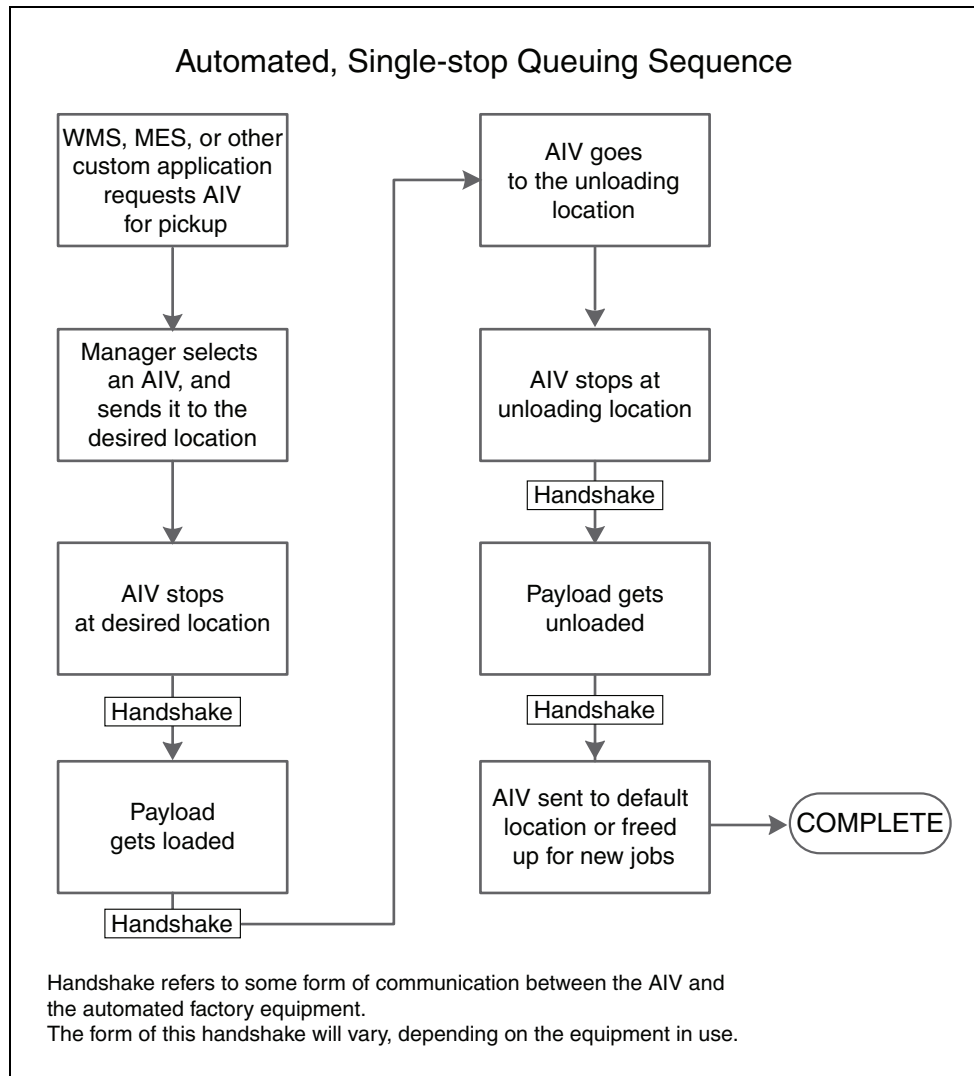 Automated, Single-stop Queuing Sequence
WMS, MES, or other
custom application
requests AIV
for pickup
Manager selects
an AIV, and
sends it to the
desired location
AIV stops
at desired location
Handshake
Payload
gets loaded
Handshake
AIV goes
to the unloading
location
AIV stops at
unloading location
Handshake
Payload gets
unloaded
Handshake
AIV sent to default
location or freed
up for new jobs
COMPLETE
Handshake refers to some form of communication between the AIV and
the automated factory equipment.
The form of this handshake will vary, depending on the equipment in use.